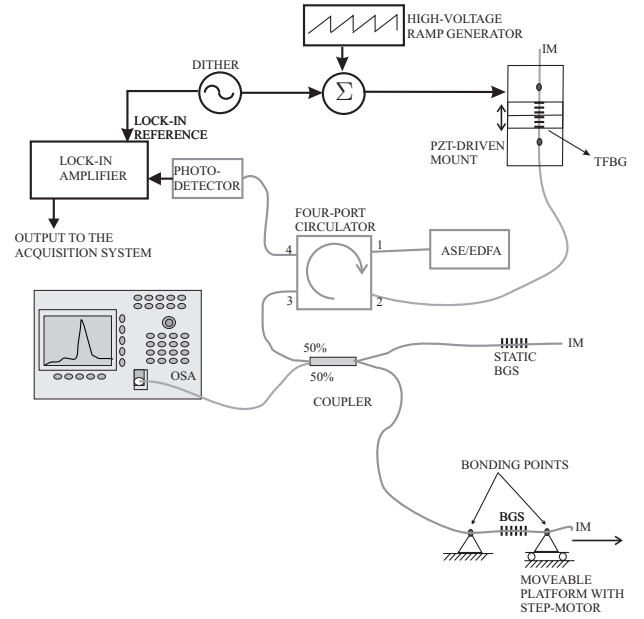 HIGH-VOLTAGE
RAMP GENERATOR
IM
DITHER
Σ
LOCK-IN
REFERENCE
PZT-DRIVEN
MOUNT
TFBG
LOCK-IN
AMPLIFIER
PHOTO-
DETECTOR
FOUR-PORT
CIRCULATOR
OUTPUT TO THE
ACQUISITION SYSTEM
4
1
ASE/EDFA
3
2
50%
STATIC
BGS
IM
OSA
50%
COUPLER
BONDING POINTS
BGS
IM
MOVEABLE
PLATFORM WITH
STEP-MOTOR